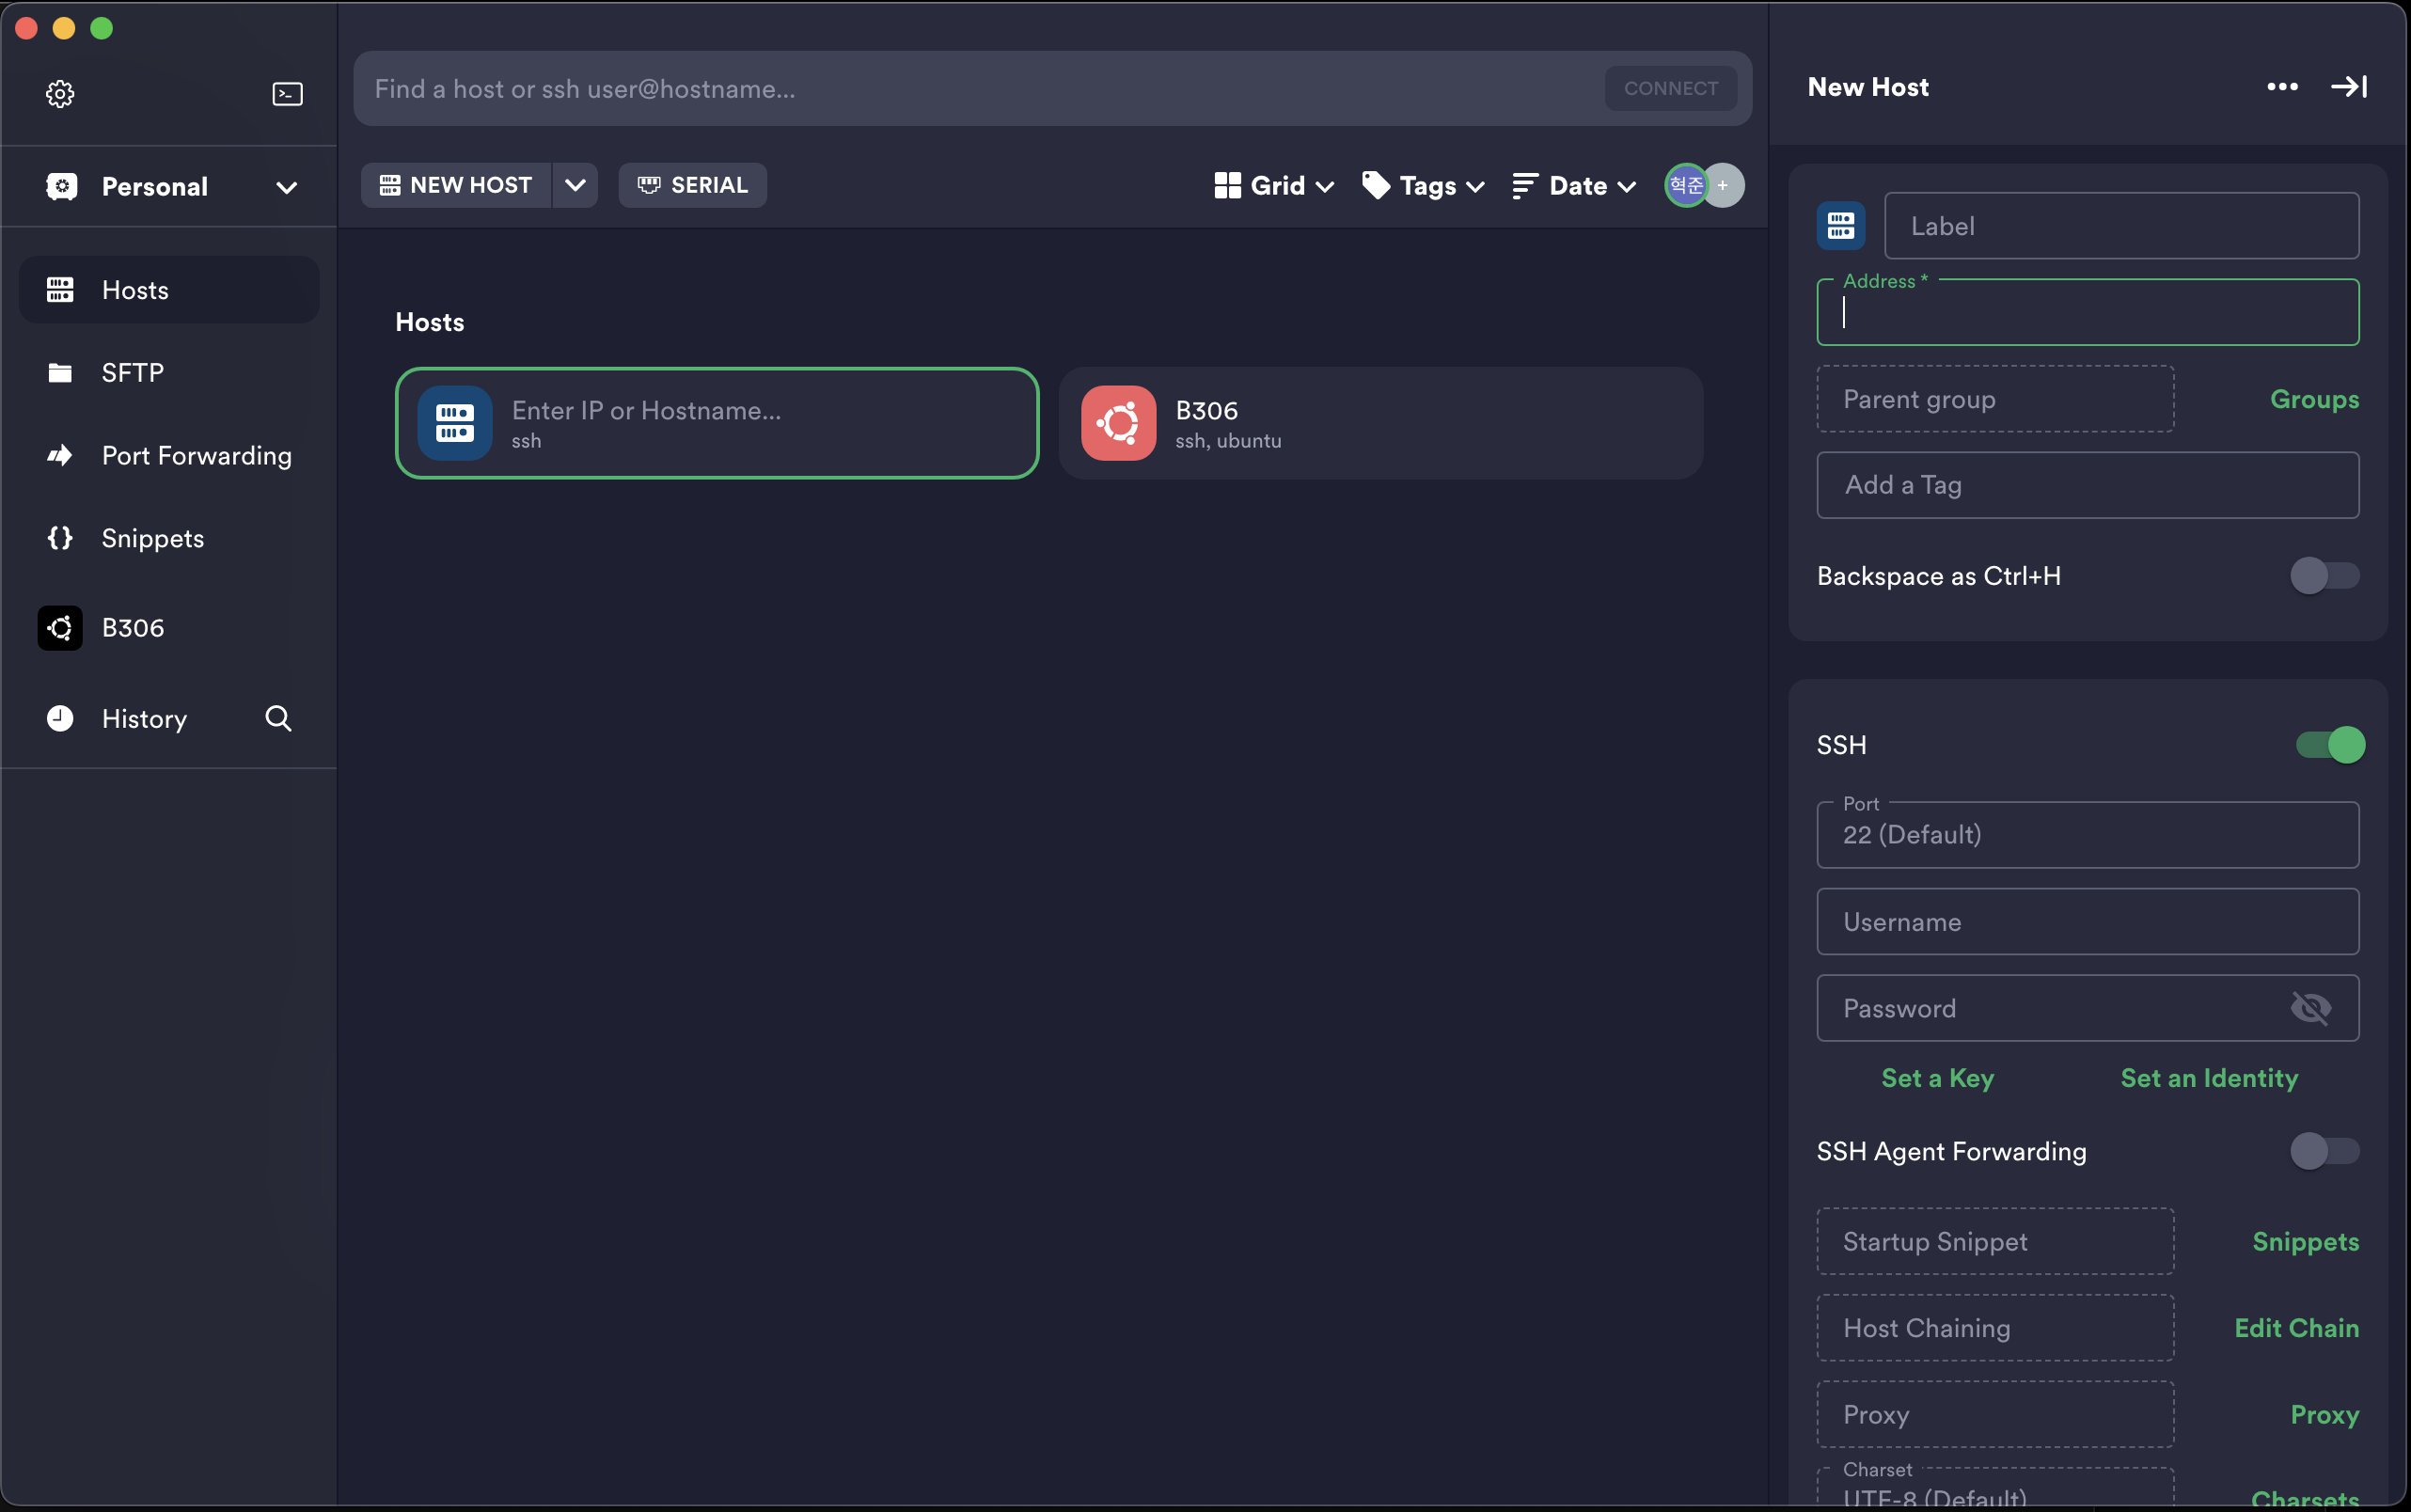 Find a host or ssh user@hostname...
CONNECT
Personal
NEW HOST
SERIAL
Grid
Tags
Date
혁준
+
Hosts
SFTP
Port Forwarding
Snippets
B306
History
Hosts
Enter IP or Hostname...
ssh
B306
ssh, ubuntu
New Host
Label
Address *
Parent group
Groups
Add a Tag
Backspace as Ctrl+H
SSH
Port
22 (Default)
Username
Password
Set a Key
Set an Identity
SSH Agent Forwarding
Startup Snippet
Snippets
Host Chaining
Edit Chain
Proxy
Proxy
Charset
UTF-8 (Default)
Charsets